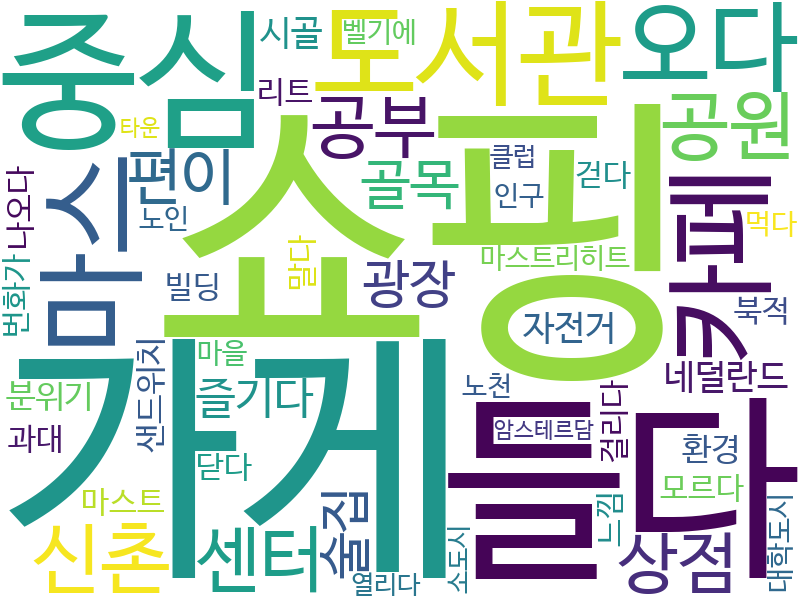 중심
시골
벨기에
도서관
오다
리트
타운
공부
공원
쇼핑
편이
골목
클럽
인구
걷다
카페
마스
노인
나오다
먹다
말다
마스트리히트
번화가
빌딩
광장
자전거
북적
가게
마을
샌드위치
네덜란드
분위기
즐기다
노천
들다
과대
닫다
암스테르담
걸리다
환경
마스트
모르다
신촌
센터
술집
열리다
소도시
느낌
상점
대학도시